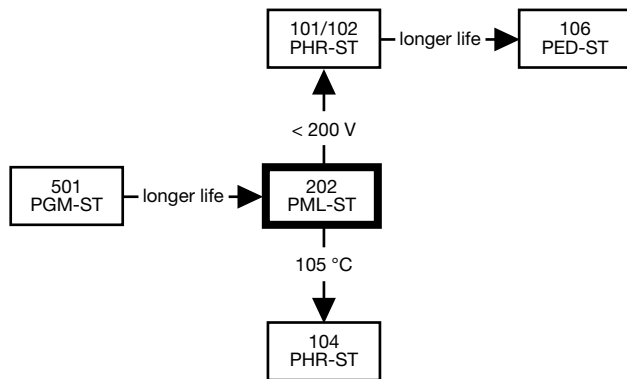 101/102
PHR-ST
longer life
106
PED-ST
< 200 V
501
PGM-ST
longer life
202
PML-ST
105 °C
104
PHR-ST